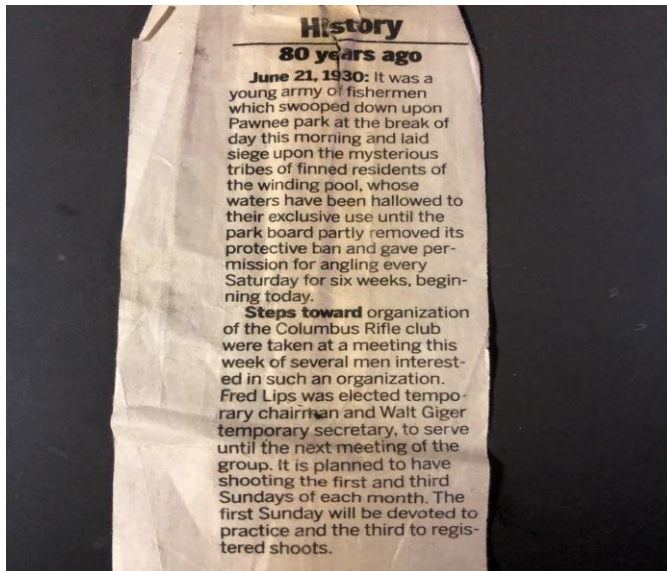 History
80 years ago
June 21, 1930: It was a
young army of fishermen
which swooped down upon
Pawnee park at the break of
day this morning and laid
siege upon the mysterious
tribes of finned residents of
the winding pool, whose
waters have been hallowed to
their exclusive use until the
park board partly removed its
protective ban and gave per-
mission for angling every
Saturday for six weeks, begin-
ning today.
Steps toward organization
of the Columbus Rifle club
were taken at a meeting this
week of several men interest-
ed in such an organization.
Fred Lips was elected tempo-
rary chairman and Walt Giger
temporary secretary, to serve
until the next meeting of the
group. It is planned to have
shooting the first and third
Sundays of each month. The
first Sunday will be devoted to
practice and the third to regis-
tered shoots.